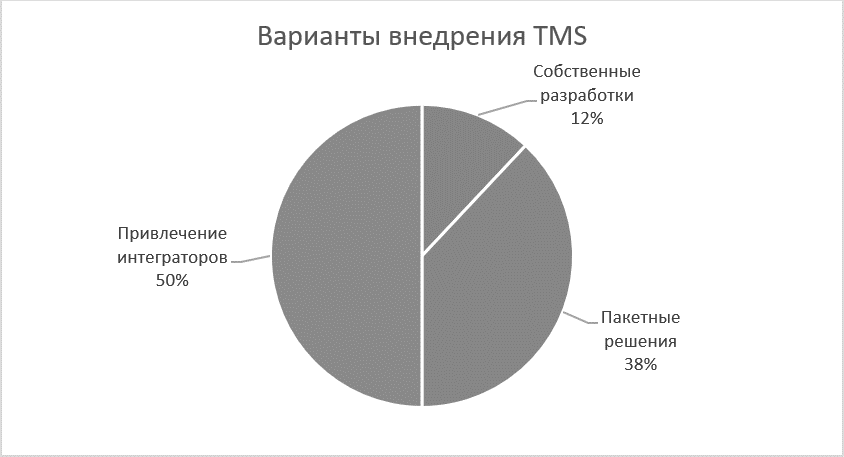 Варианты внедрения TMS
Собственные
разработки
12%
Привлечение
интеграторов
50%
Пакетные
решения
38%